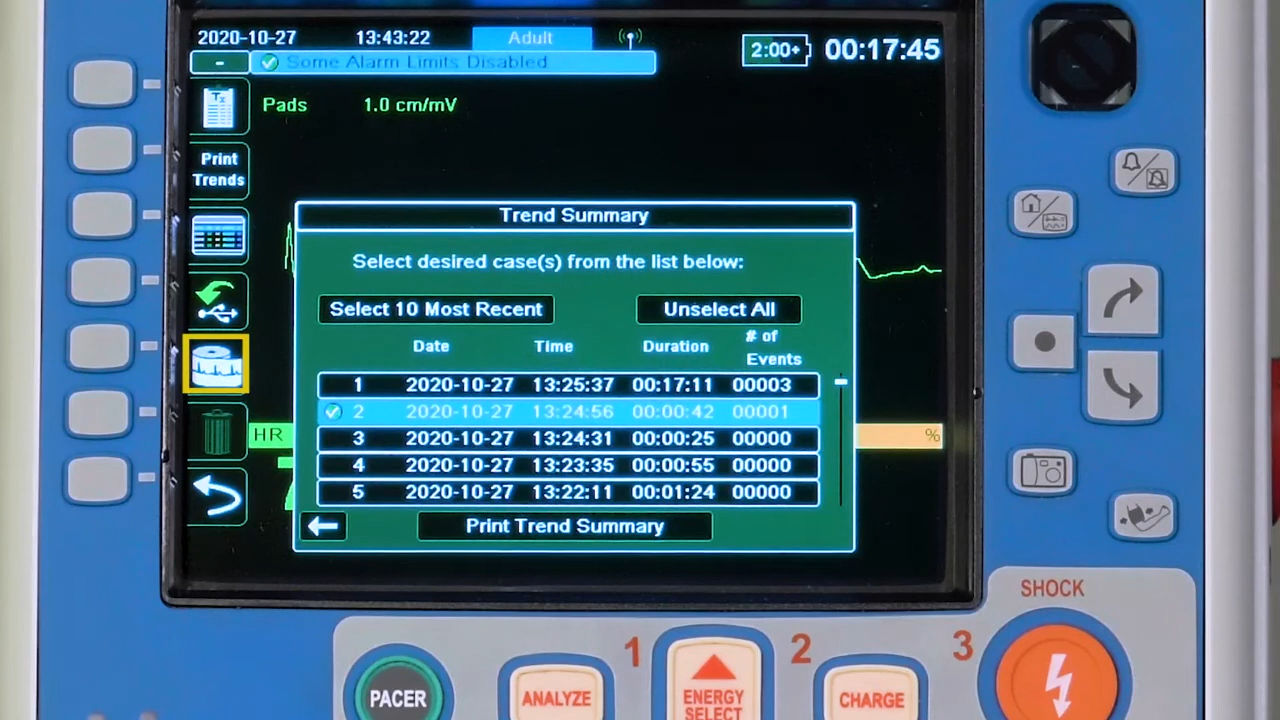 2020-10-27 13:43:22 Adult 2:00+ 00:17:45
- Some Alarm Limits Disabled
Pads 1.0 cm/mV
Tx
Print
Trends
Trend Summary
Select desired case(s) from the list below:
Select 10 Most Recent Unselect All
Date Time Duration # of Events
1 2020-10-27 13:25:37 00:17:11 00003
2 2020-10-27 13:24:56 00:00:42 00001
3 2020-10-27 13:24:31 00:00:25 00000
4 2020-10-27 13:23:35 00:00:55 00000
5 2020-10-27 13:22:11 00:01:24 00000
HR %
Print Trend Summary
SHOCK
1 2 3
PACER ANALYZE ENERGY SELECT CHARGE